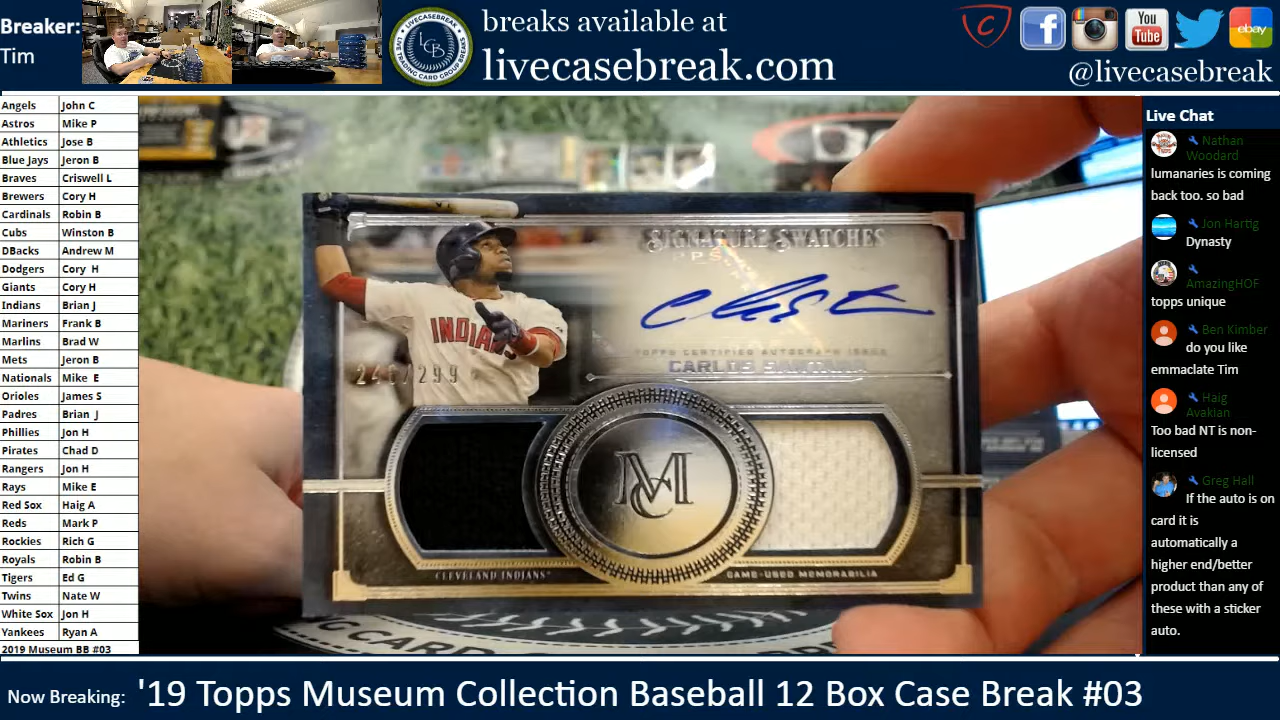 Breaker:
Tim
LCB
breaks available at
livecasebreak.com
You
Tube
ebay
@livecasebreak
Angels John C
Astros Mike P
Athletics Jose B
Blue Jays Jeron B
Braves Criswell L
Brewers Cory H
Cardinals Robin B
Cubs Winston B
DBacks Andrew M
Dodgers Cory H
Giants Cory H
Indians Brian J
Mariners Frank B
Marlins Brad W
Mets Jeron B
Nationals Mike E
Orioles James S
Padres Brian J
Phillies Jon H
Pirates Chad D
Rangers Jon H
Rays Mike E
Red Sox Haig A
Reds Mark P
Rockies Rich G
Royals Robin B
Tigers Ed G
Twins Nate W
White Sox Jon H
Yankees Ryan A
2019 Museum BB #03
SIGNATURE SWATCHES
TOPPS CERTIFIED AUTOGRAPH ISSUE
CARLOS SANTANA
INDIANS
/299
MC
CLEVELAND INDIANS
GAME-USED MEMORABILIA
Live Chat
Nathan
Woodard
lumanaries is coming
back too. so bad
Jon Hartig
Dynasty
AmazingHOF
topps unique
Ben Kimber
do you like
emmaclate Tim
Haig
Avakian
Too bad NT is non-
licensed
Greg Hall
If the auto is on
card it is
automatically a
higher end/better
product than any of
these with a sticker
auto.
Now Breaking: '19 Topps Museum Collection Baseball 12 Box Case Break #03